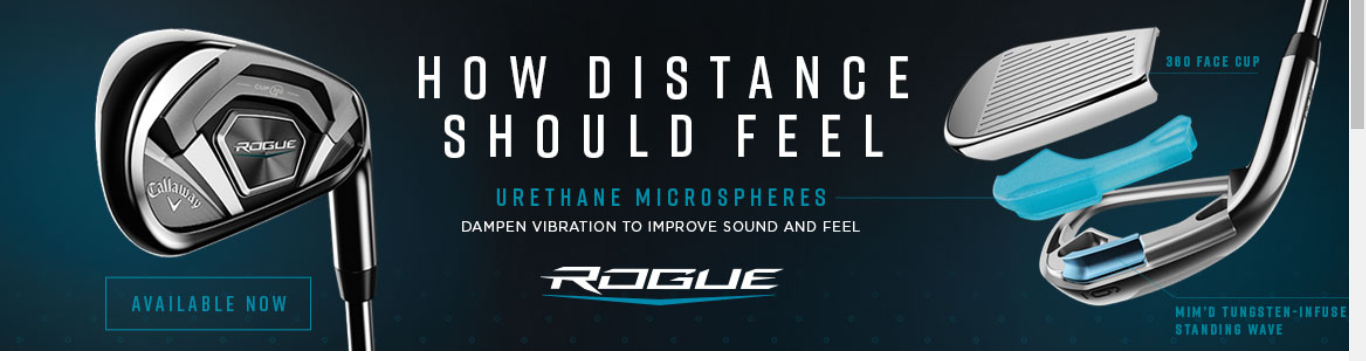 HOW DISTANCE
SHOULD FEEL
URETHANE MICROSPHERES
DAMPEN VIBRATION TO IMPROVE SOUND AND FEEL
ROGUE
AVAILABLE NOW
CUP
ROGUE
Callaway
360 FACE CUP
6
MIM'D TUNGSTEN-INFUSE
STANDING WAVE